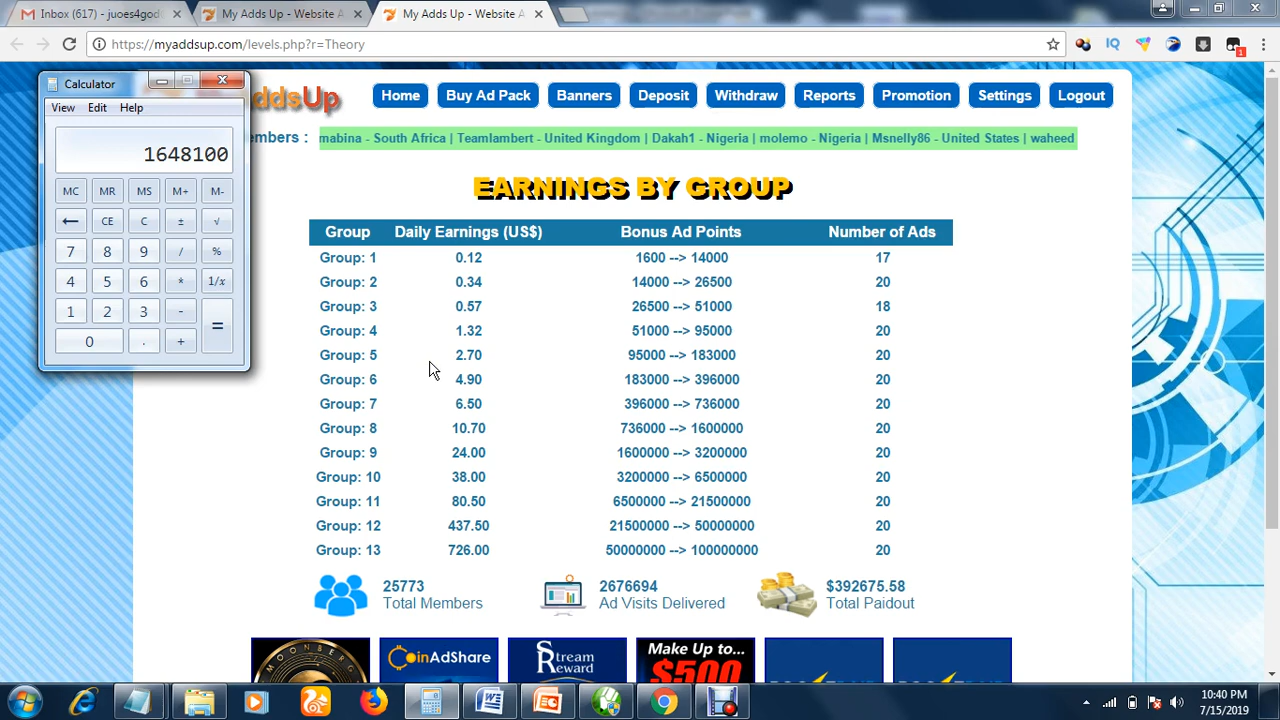 Inbox (617) - juoes4god
My Adds Up - Website A
My Adds Up - Website A
https://myaddsup.com/levels.php?r=Theory
IQ
1
Calculator
View Edit Help
1648100
MC MR MS M+ M-
← CE C ± √
7 8 9 / %
4 5 6 * 1/x
1 2 3 - =
0 . +
ddsUp
Home Buy Ad Pack Banners Deposit Withdraw Reports Promotion Settings Logout
embers : mabina - South Africa | Teamlambert - United Kingdom | Dakah1 - Nigeria | molemo - Nigeria | Msnelly86 - United States | waheed
EARNINGS BY GROUP
Group Daily Earnings (US$) Bonus Ad Points Number of Ads
Group: 1 0.12 1600 --> 14000 17
Group: 2 0.34 14000 --> 26500 20
Group: 3 0.57 26500 --> 51000 18
Group: 4 1.32 51000 --> 95000 20
Group: 5 2.70 95000 --> 183000 20
Group: 6 4.90 183000 --> 396000 20
Group: 7 6.50 396000 --> 736000 20
Group: 8 10.70 736000 --> 1600000 20
Group: 9 24.00 1600000 --> 3200000 20
Group: 10 38.00 3200000 --> 6500000 20
Group: 11 80.50 6500000 --> 21500000 20
Group: 12 437.50 21500000 --> 50000000 20
Group: 13 726.00 50000000 --> 100000000 20
25773 2676694 $392675.58
Total Members Ad Visits Delivered Total Paidout
MOONBERG
CoinAdShare
Stream
Reward
Make Up to...
$500
10:40 PM
7/15/2019